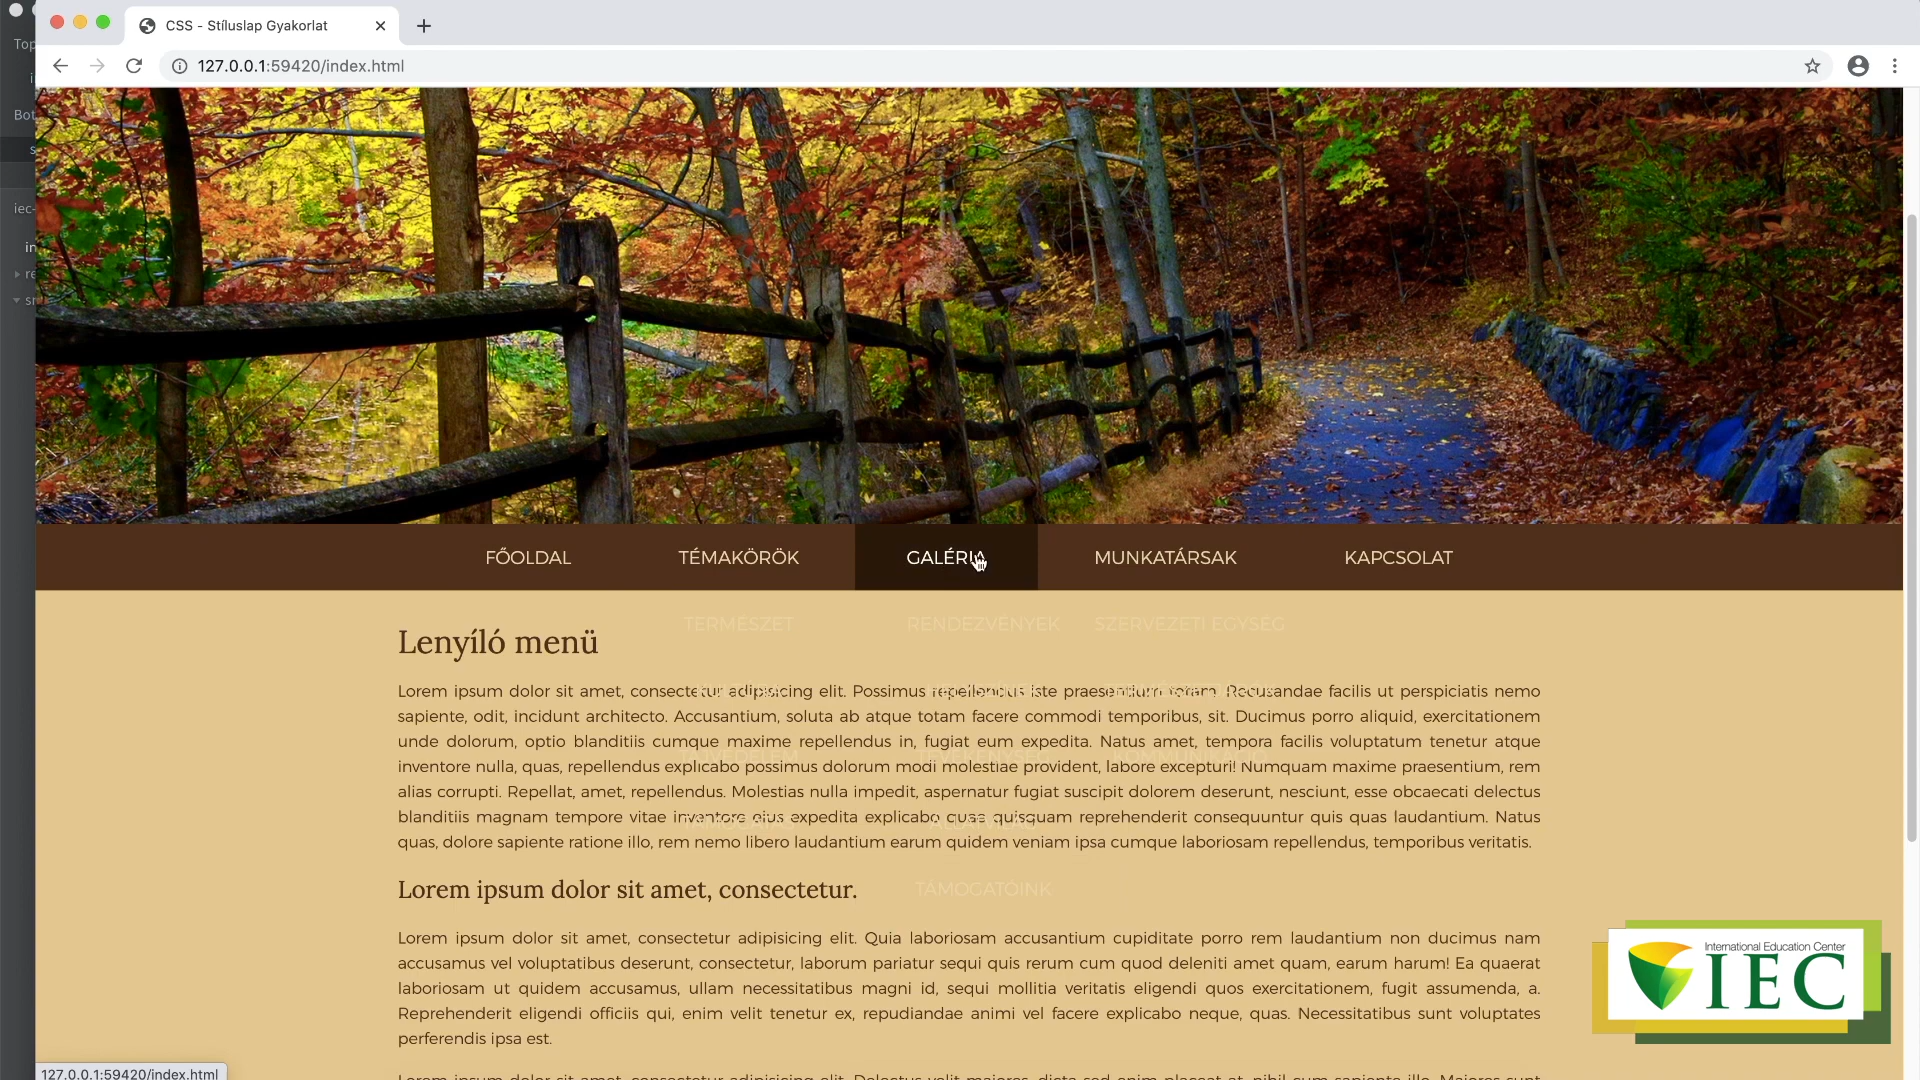 CSS - Stíluslap Gyakorlat
127.0.0.1:59420/index.html
FŐOLDAL TÉMAKÖRÖK GALÉRIA MUNKATÁRSAK KAPCSOLAT
TERMÉSZET RENDEZVÉNYEK SZERVEZETI EGYSÉG
Lenyíló menü
Lorem ipsum dolor sit amet, consectetur adipisicing elit. Possimus repellendus iste praesentium totam. Recusandae facilis ut perspiciatis nemo
sapiente, odit, incidunt architecto. Accusantium, soluta ab atque totam facere commodi temporibus, sit. Ducimus porro aliquid, exercitationem
unde dolorum, optio blanditiis cumque maxime repellendus in, fugiat eum expedita. Natus amet, tempora facilis voluptatum tenetur atque
inventore nulla, quas, repellendus explicabo possimus dolorum modi molestiae provident, labore excepturi! Numquam maxime praesentium, rem
alias corrupti. Repellat, amet, repellendus. Molestias nulla impedit, aspernatur fugiat suscipit dolorem deserunt, nesciunt, esse obcaecati delectus
blanditiis magnam tempore vitae inventore nam expedita explicabo, cum quisquam reprehenderit consequuntur quis quas laudantium. Natus
quas, dolore sapiente ratione illo, rem nemo libero laudantium earum quidem veniam ipsa cumque laboriosam repellendus, temporibus veritatis.
Lorem ipsum dolor sit amet, consectetur.
TÁMOGATÓINK
Lorem ipsum dolor sit amet, consectetur adipisicing elit. Quia laboriosam accusantium cupiditate porro rem laudantium non ducimus nam
accusamus vel voluptatibus deserunt, consectetur, laborum pariatur sequi quis rerum cum quod deleniti amet quam, earum harum! Ea quaerat
laboriosam ut quidem accusamus, ullam necessitatibus magni id, sequi mollitia veritatis eligendi quos exercitationem, fugit assumenda, a.
Reprehenderit eligendi officiis qui, enim velit tenetur ex, repudiandae animi vel facere explicabo neque, quas. Necessitatibus sunt voluptates
perferendis ipsa est.
International Education Center
IEC
127.0.0.1:59420/index.html